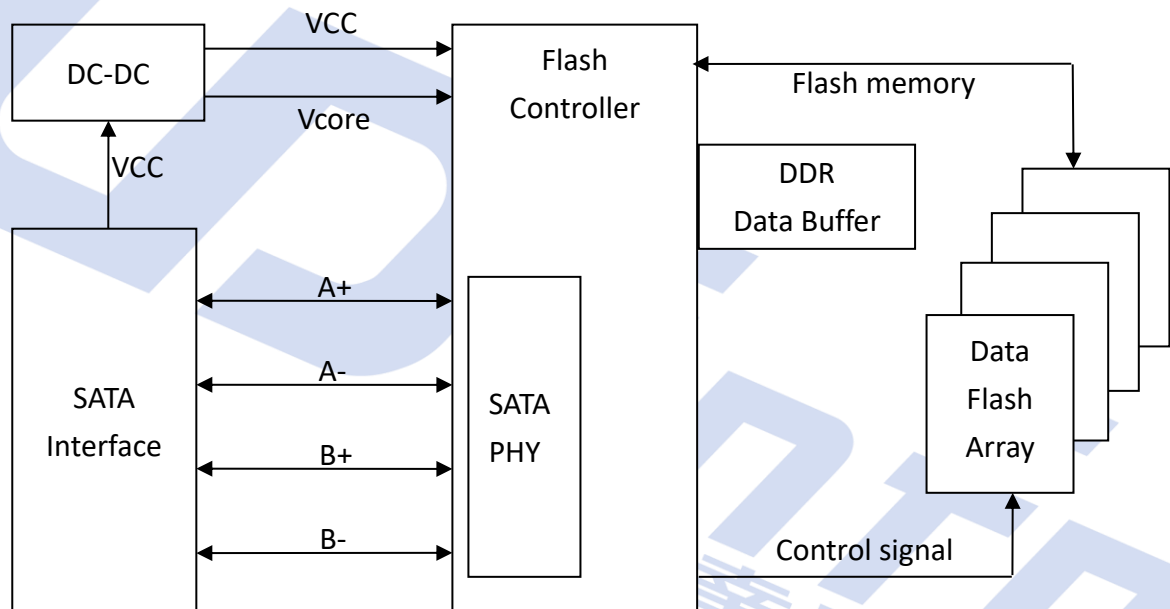 VCC
DC-DC
Vcore
VCC
Flash
Controller
Flash memory
DDR
Data Buffer
A+
A-
B+
B-
SATA
Interface
SATA
PHY
Data
Flash
Array
Control signal